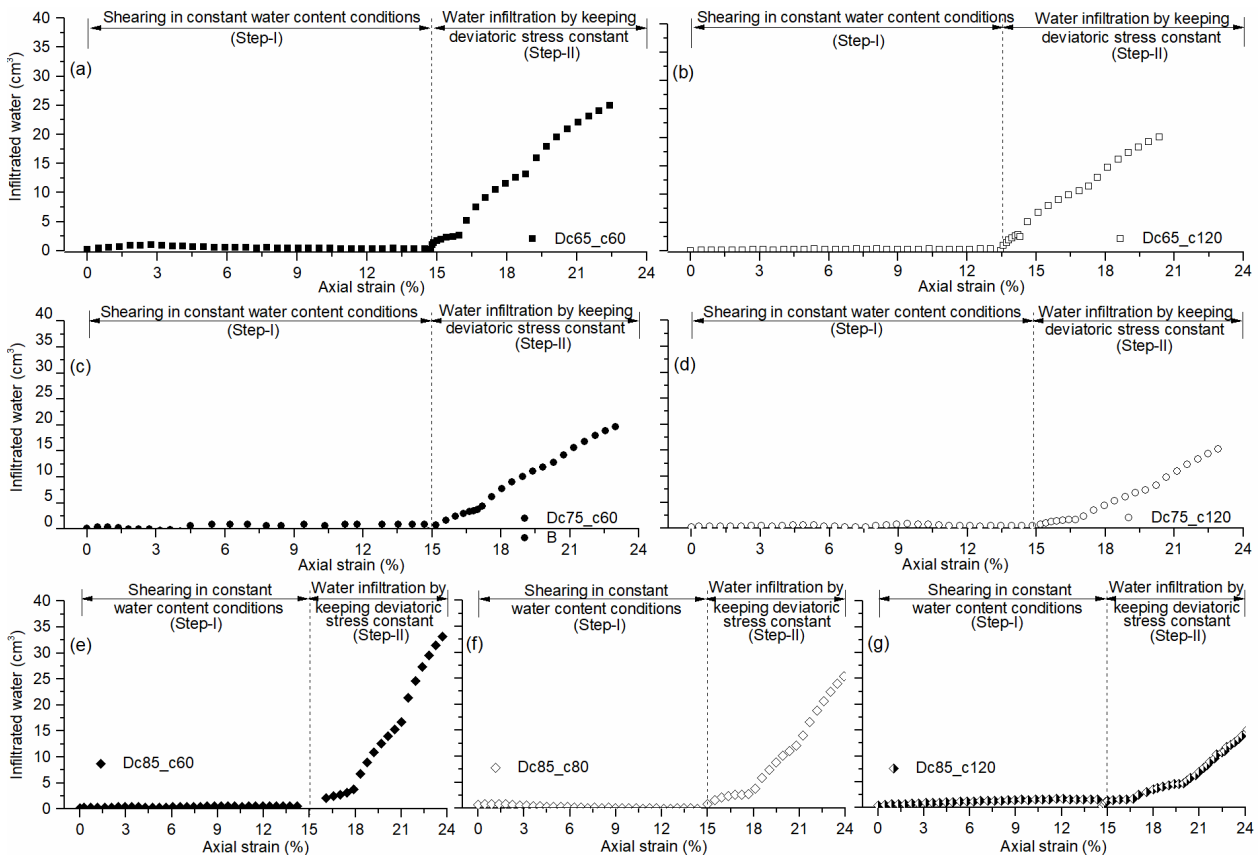 Shearing in constant water content conditions
(Step-I)
Water infiltration by keeping
deviatoric stress constant
(Step-II)
(a)
Infiltrated water (cm³)
40
35
30
25
20
15
10
5
0
Dc65_c60
0 3 6 9 12 15 18 21 24
Axial strain (%)
Shearing in constant water content conditions
(Step-I)
Water infiltration by keeping
deviatoric stress constant
(Step-II)
(b)
Dc65_c120
0 3 6 9 12 15 18 21 24
Axial strain (%)
Shearing in constant water content conditions
(Step-I)
Water infiltration by keeping
deviatoric stress constant
(Step-II)
(c)
Infiltrated water (cm³)
40
35
30
25
20
15
10
5
0
Dc75_c60
B
0 3 6 9 12 15 18 21 24
Axial strain (%)
Shearing in constant water content conditions
(Step-I)
Water infiltration by keeping
deviatoric stress constant
(Step-II)
(d)
Dc75_c120
0 3 6 9 12 15 18 21 24
Axial strain (%)
Shearing in constant
water content conditions
(Step-I)
Water infiltration by
keeping deviatoric
stress constant
(Step-II)
(e)
Infiltrated water (cm³)
40
35
30
25
20
15
10
5
0
Dc85_c60
0 3 6 9 12 15 18 21 24
Axial strain (%)
Shearing in constant
water content conditions
(Step-I)
Water infiltration by
keeping deviatoric
stress constant
(Step-II)
(f)
Dc85_c80
0 3 6 9 12 15 18 21 24
Axial strain (%)
Shearing in constant
water content conditions
(Step-I)
Water infiltration by
keeping deviatoric
stress constant
(Step-II)
(g)
Dc85_c120
0 3 6 9 12 15 18 21 24
Axial strain (%)